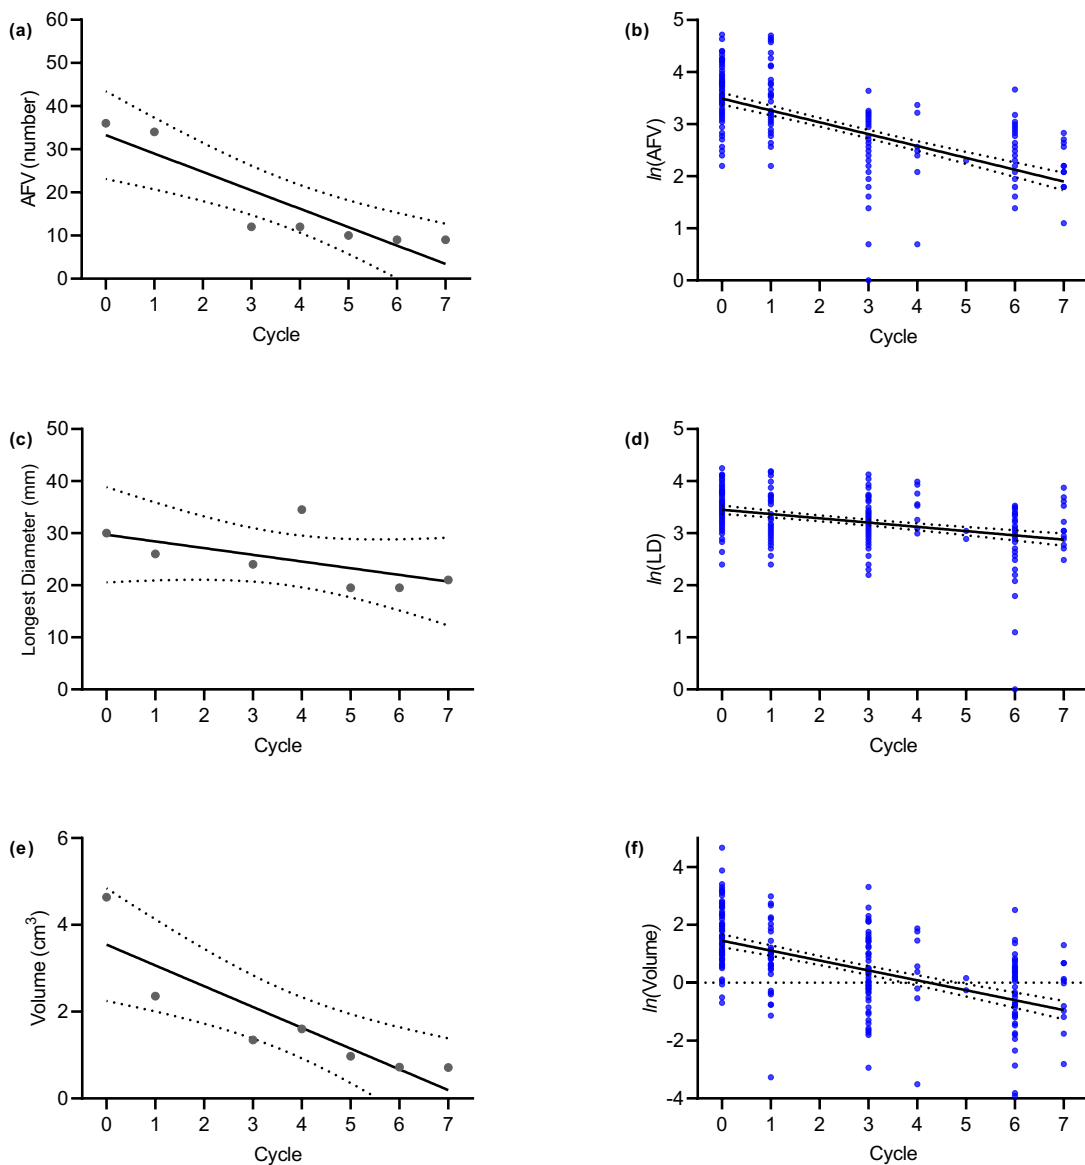 (a)
AFV (number)
60
50
40
30
20
10
0
0 1 2 3 4 5 6 7
Cycle
(b)
ln(AFV)
5
4
3
2
1
0
0 1 2 3 4 5 6 7
Cycle
(c)
Longest Diameter (mm)
50
40
30
20
10
0
0 1 2 3 4 5 6 7
Cycle
(d)
ln(LD)
5
4
3
2
1
0
0 1 2 3 4 5 6 7
Cycle
(e)
Volume (cm³)
6
4
2
0
0 1 2 3 4 5 6 7
Cycle
(f)
ln(Volume)
4
2
0
-2
-4
0 1 2 3 4 5 6 7
Cycle